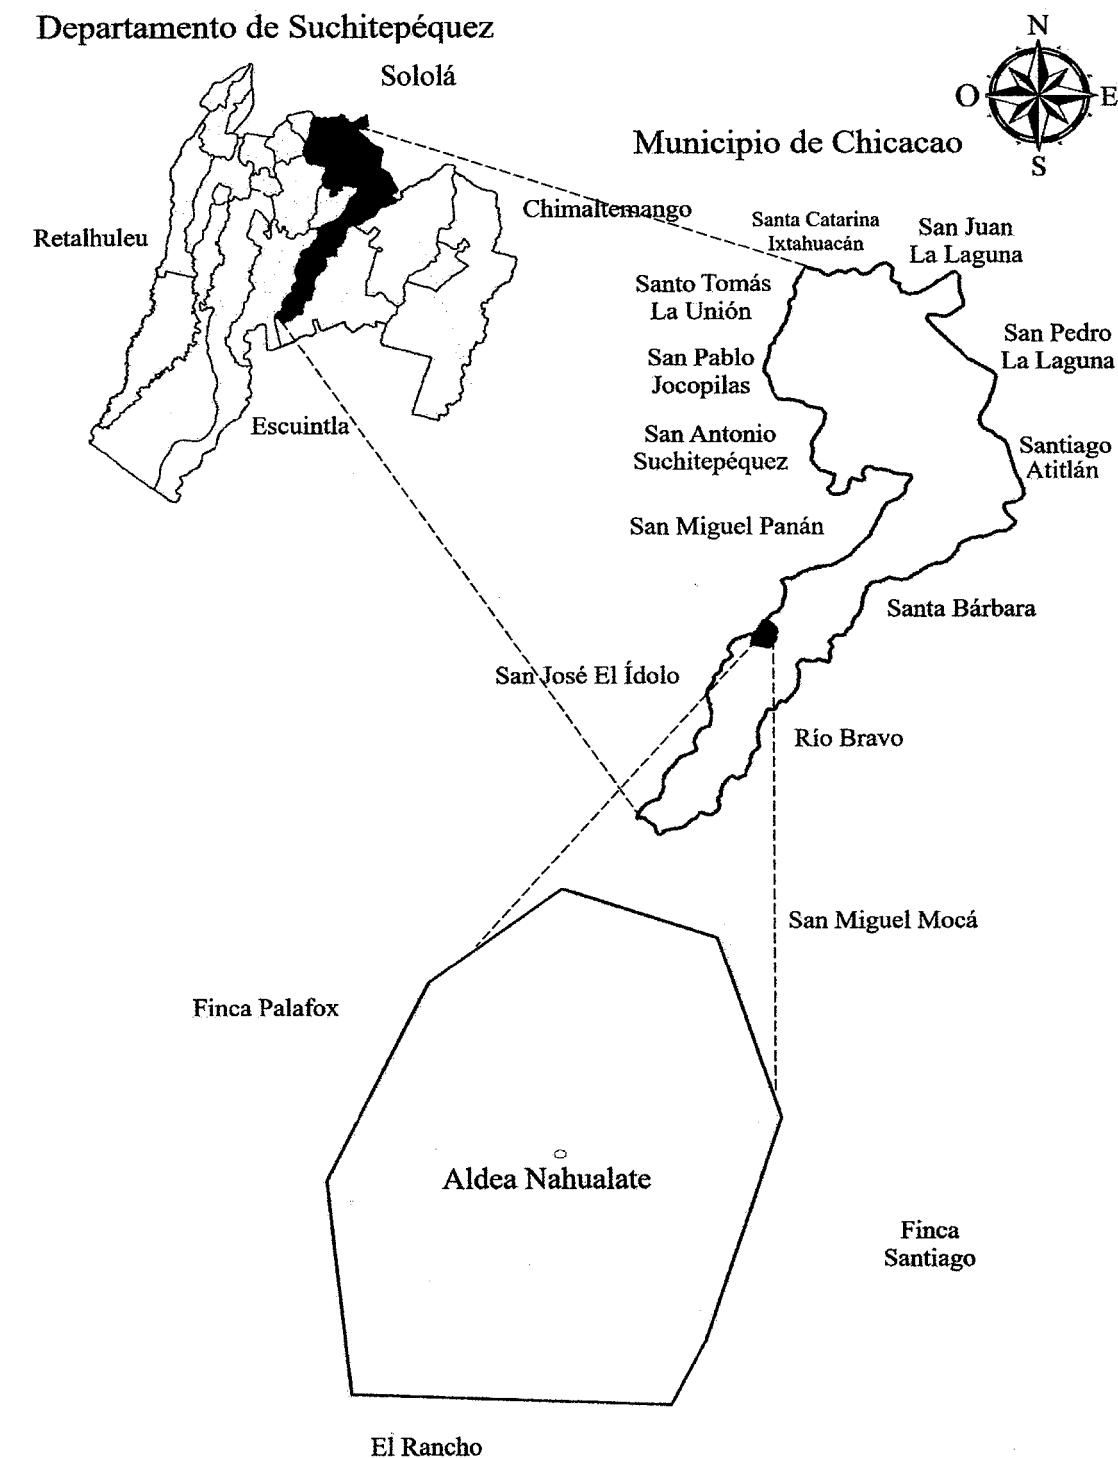 Departamento de Suchitepéquez
Sololá
N
O
E
S
Municipio de Chicacao
Retalhuleu
Chimaltemango
Santa Catarina
Ixtahuacán
San Juan
La Laguna
Santo Tomás
La Unión
San Pedro
La Laguna
San Pablo
Jocopilas
Escuintla
San Antonio
Suchitepéquez
Santiago
Atitlán
San Miguel Panán
Santa Bárbara
San José El Ídolo
Río Bravo
San Miguel Mocá
Finca Palafox
Aldea Nahualate
Finca
Santiago
El Rancho